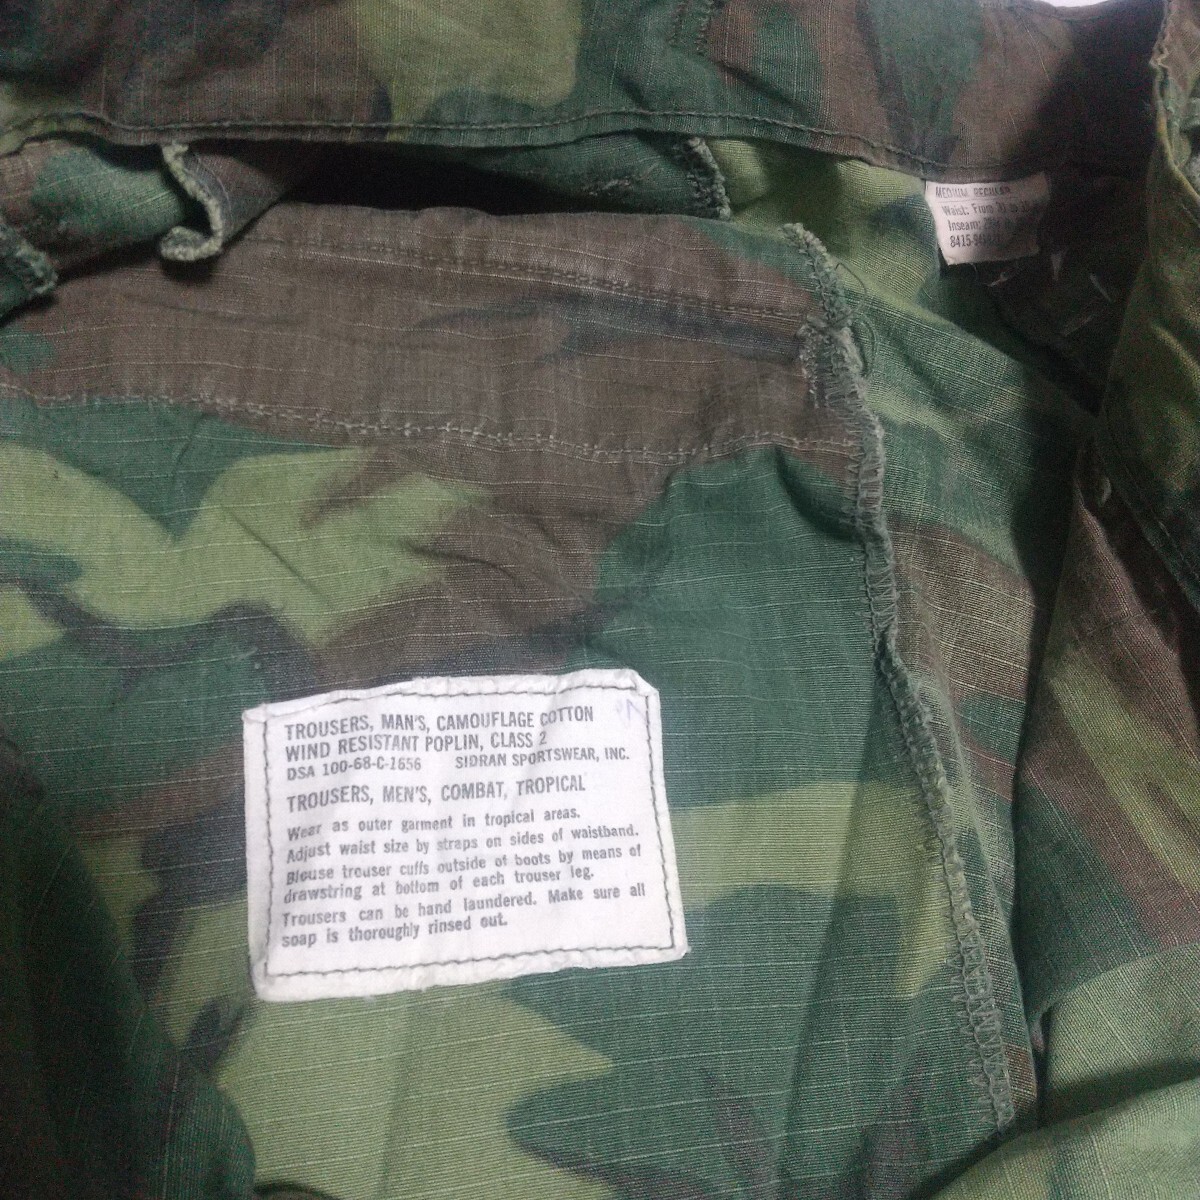 MEDIUM REGULAR
Waist: From 31 to
Inseam:
8415-
TROUSERS, MAN'S, CAMOUFLAGE COTTON
WIND RESISTANT POPLIN, CLASS 2
DSA 100-68-C-1656 SIDRAN SPORTSWEAR, INC.
TROUSERS, MEN'S, COMBAT, TROPICAL
Wear as outer garment in tropical areas.
Adjust waist size by straps on sides of waistband.
Blouse trouser cuffs outside of boots by means of
drawstring at bottom of each trouser leg.
Trousers can be hand laundered. Make sure all
soap is thoroughly rinsed out.